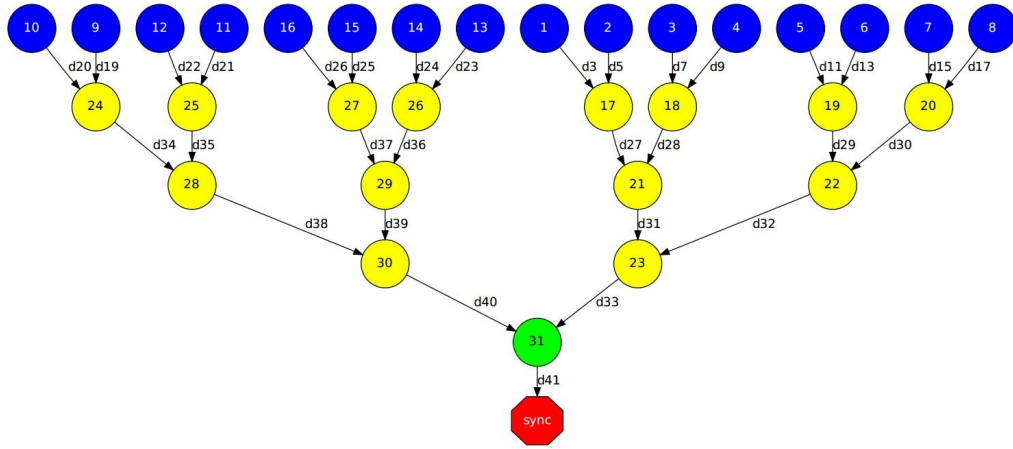 10 9 12 11 16 15 14 13 1 2 3 4 5 6 7 8
d20 d19 d22 d21 d26 d25 d24 d23 d3 d5 d7 d9 d11 d13 d15 d17
24 25 27 26 17 18 19 20
d34 d35 d37 d36 d27 d28 d29 d30
28 29 21 22
d38 d39 d31 d32
30 23
d40 d33
31
d41
sync